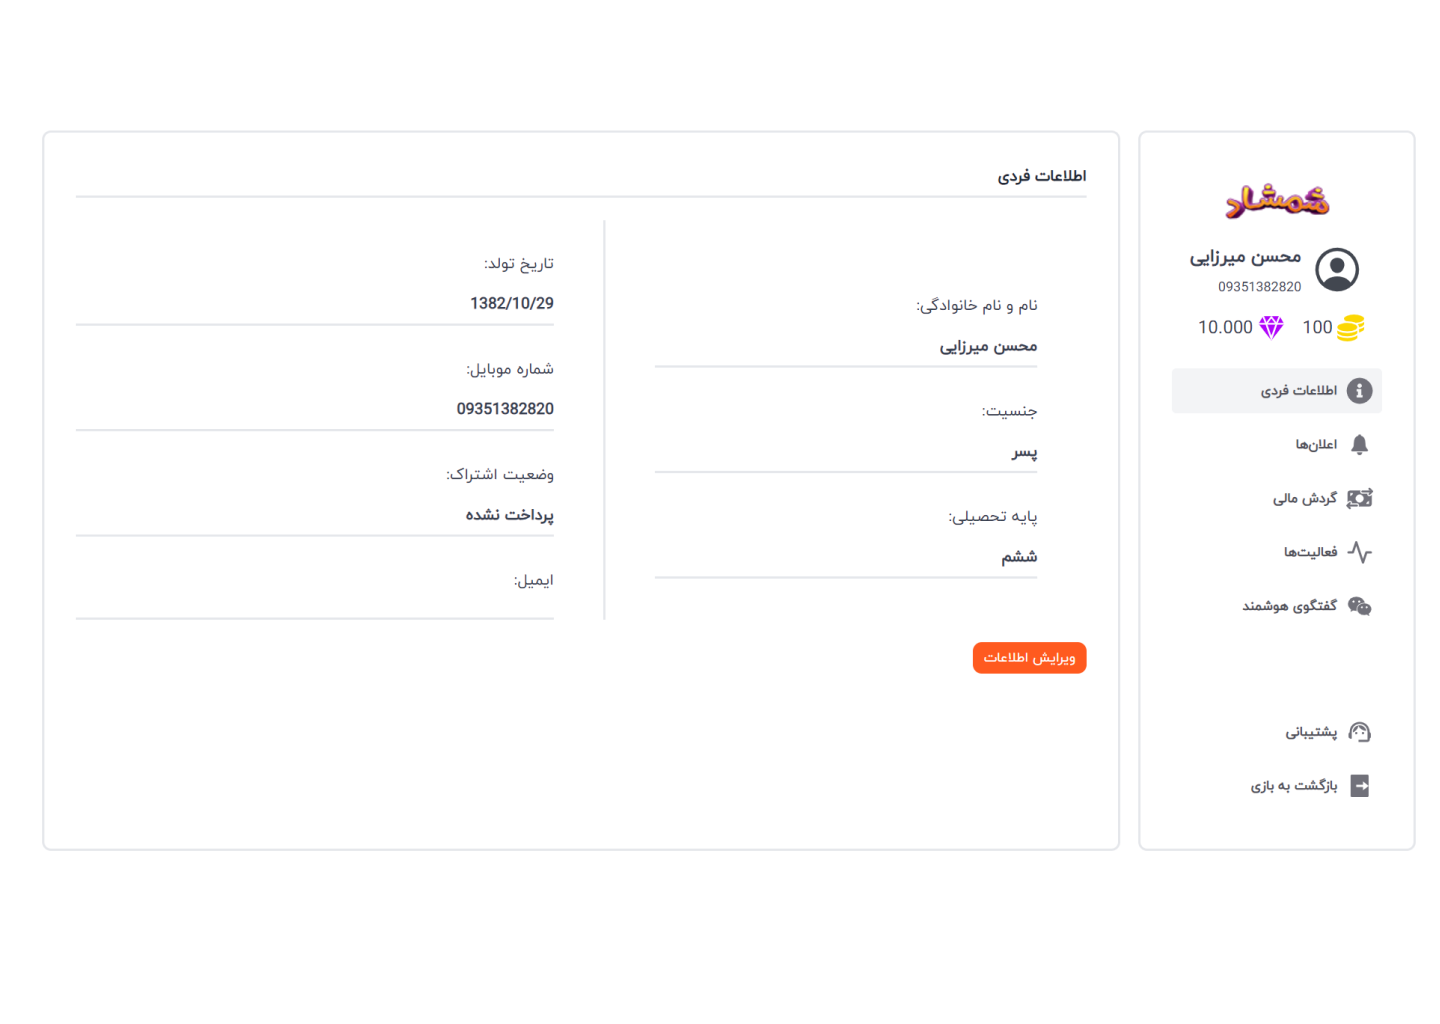 شمشاد
محسن میرزایی
09351382820
100
10.000
اطلاعات فردی
اعلان‌ها
گردش مالی
فعالیت‌ها
گفتگوی هوشمند
پشتیبانی
بازگشت به بازی
اطلاعات فردی
نام و نام خانوادگی:
محسن میرزایی
جنسیت:
پسر
پایه تحصیلی:
ششم
تاریخ تولد:
1382/10/29
شماره موبایل:
09351382820
وضعیت اشتراک:
پرداخت نشده
ایمیل:
ویرایش اطلاعات